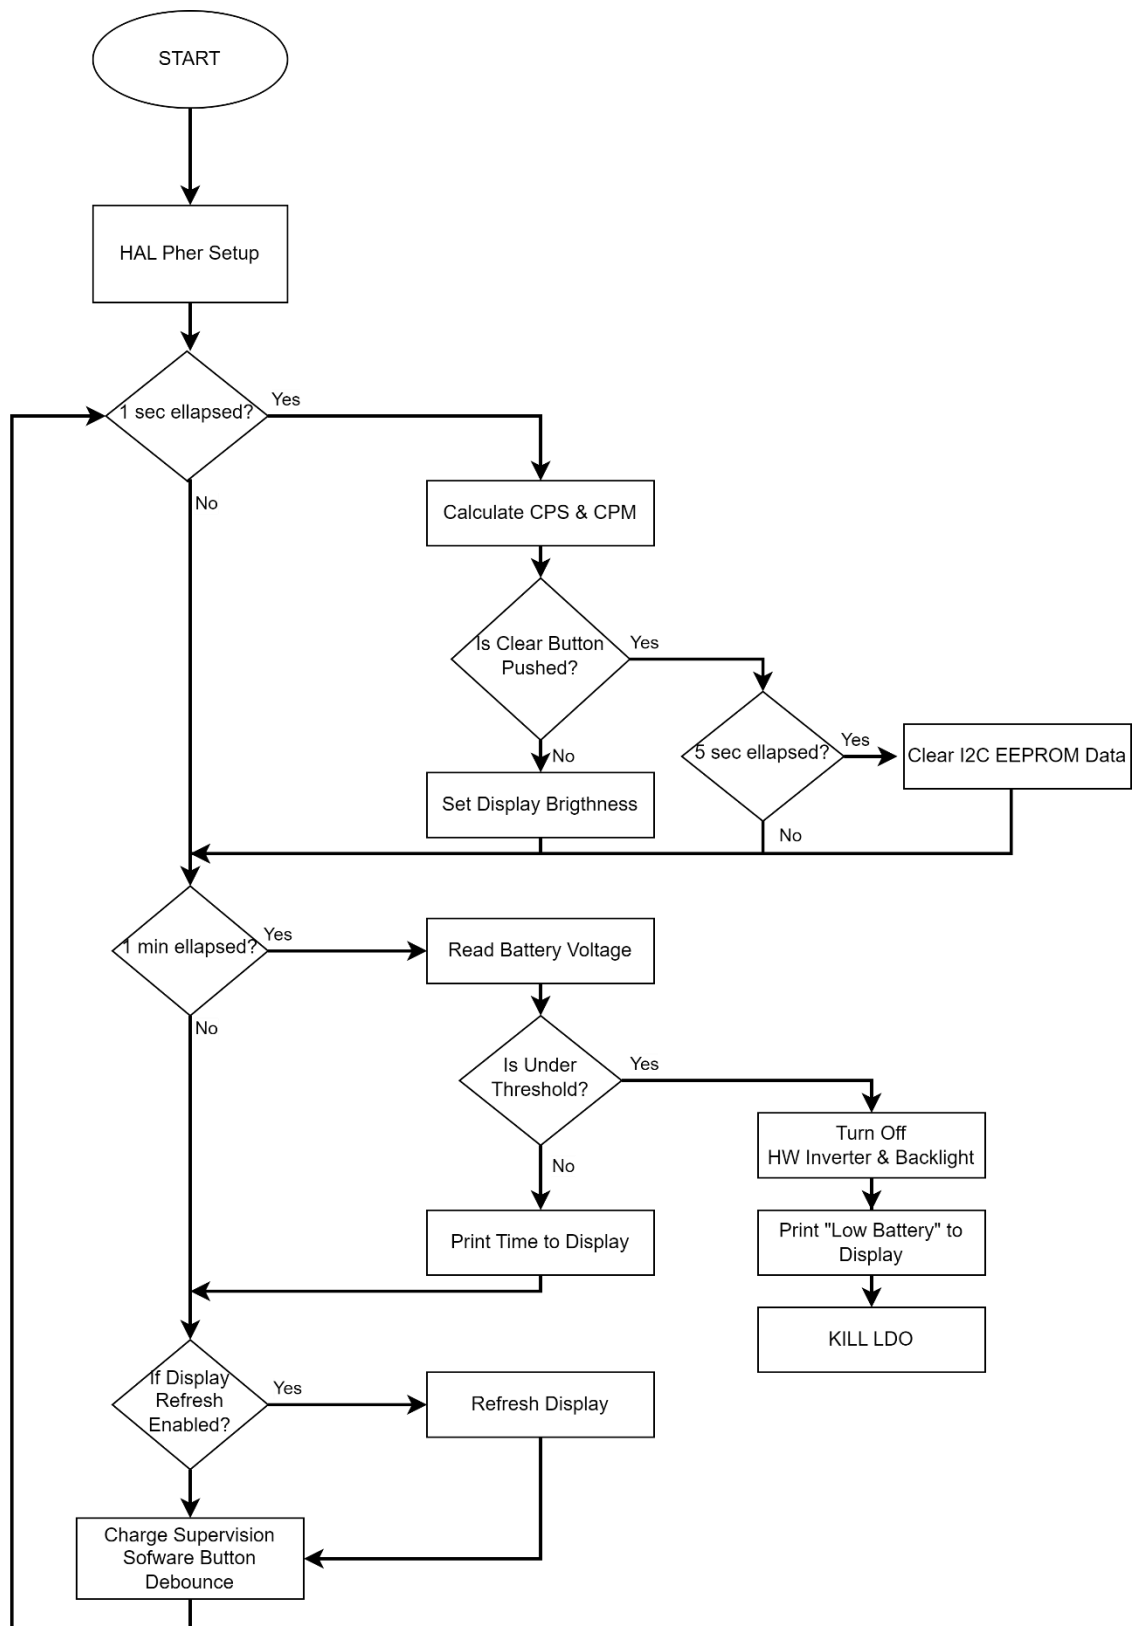 START
HAL Pher Setup
1 sec ellapsed?
Yes
No
Calculate CPS & CPM
Is Clear Button
Pushed?
Yes
No
5 sec ellapsed?
Yes
No
Clear I2C EEPROM Data
Set Display Brigthness
1 min ellapsed?
Yes
No
Read Battery Voltage
Is Under
Threshold?
Yes
No
Turn Off
HW Inverter & Backlight
Print "Low Battery" to
Display
KILL LDO
Print Time to Display
If Display
Refresh
Enabled?
Yes
Refresh Display
Charge Supervision
Sofware Button
Debounce